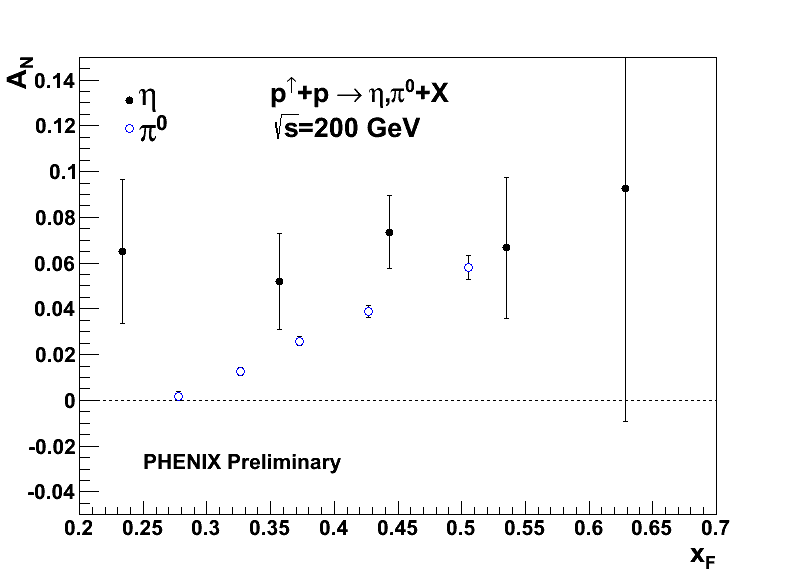 A_N
0.14
0.12
0.1
0.08
0.06
0.04
0.02
0
-0.02
-0.04
η
π⁰
p↑+p → η,π⁰+X
√s=200 GeV
PHENIX Preliminary
0.2 0.25 0.3 0.35 0.4 0.45 0.5 0.55 0.6 0.65 0.7
x_F